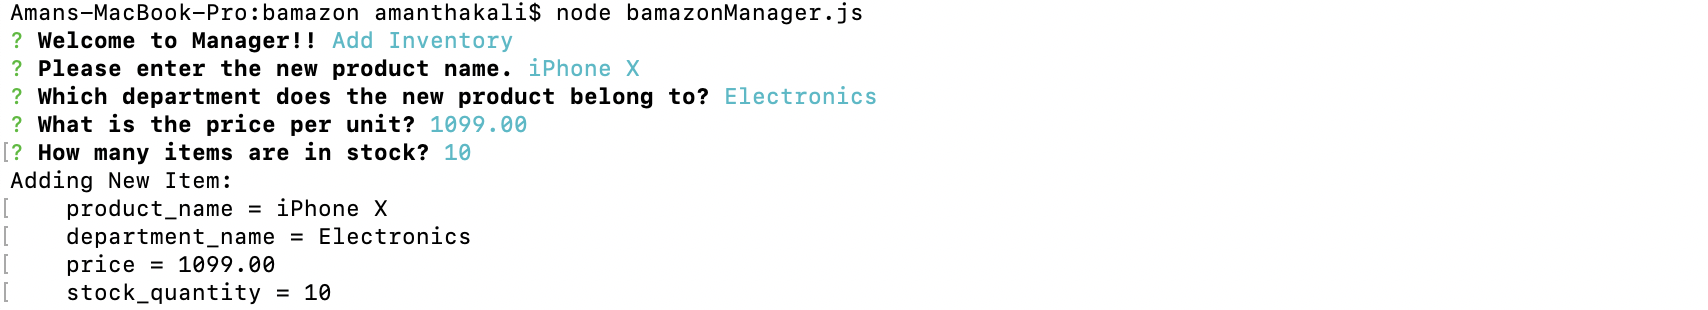 Amans-MacBook-Pro:bamazon amanthakali$ node bamazonManager.js
? Welcome to Manager!! Add Inventory
? Please enter the new product name. iPhone X
? Which department does the new product belong to? Electronics
? What is the price per unit? 1099.00
[? How many items are in stock? 10
Adding New Item:
[    product_name = iPhone X
[    department_name = Electronics
[    price = 1099.00
[    stock_quantity = 10